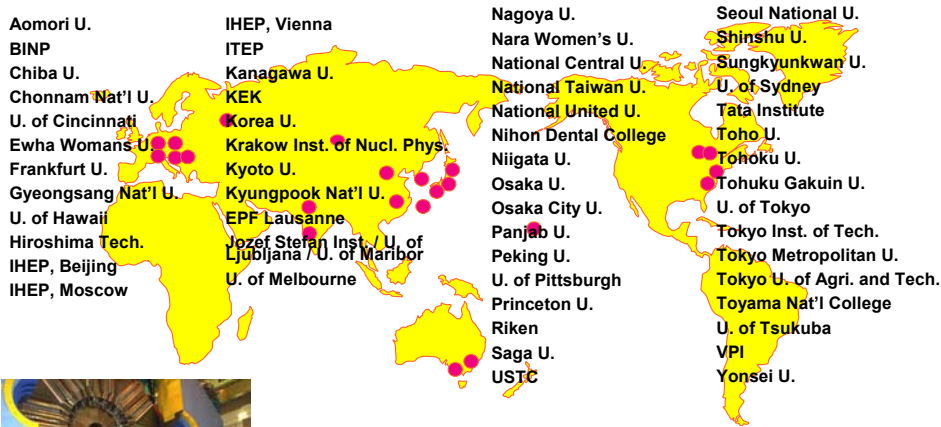 Aomori U.
BINP
Chiba U.
Chonnam Nat'l U.
U. of Cincinnati
Ewha Womans U.
Frankfurt U.
Gyeongsang Nat'l U.
U. of Hawaii
Hiroshima Tech.
IHEP, Beijing
IHEP, Moscow
IHEP, Vienna
ITEP
Kanagawa U.
KEK
Korea U.
Krakow Inst. of Nucl. Phys.
Kyoto U.
Kyungpook Nat'l U.
EPF Lausanne
Jozef Stefan Inst. / U. of
Ljubljana / U. of Maribor
U. of Melbourne
Nagoya U.
Nara Women's U.
National Central U.
National Taiwan U.
National United U.
Nihon Dental College
Niigata U.
Osaka U.
Osaka City U.
Panjab U.
Peking U.
U. of Pittsburgh
Princeton U.
Riken
Saga U.
USTC
Seoul National U.
Shinshu U.
Sungkyunkwan U.
U. of Sydney
Tata Institute
Toho U.
Tohoku U.
Tohuku Gakuin U.
U. of Tokyo
Tokyo Inst. of Tech.
Tokyo Metropolitan U.
Tokyo U. of Agri. and Tech.
Toyama Nat'l College
U. of Tsukuba
VPI
Yonsei U.